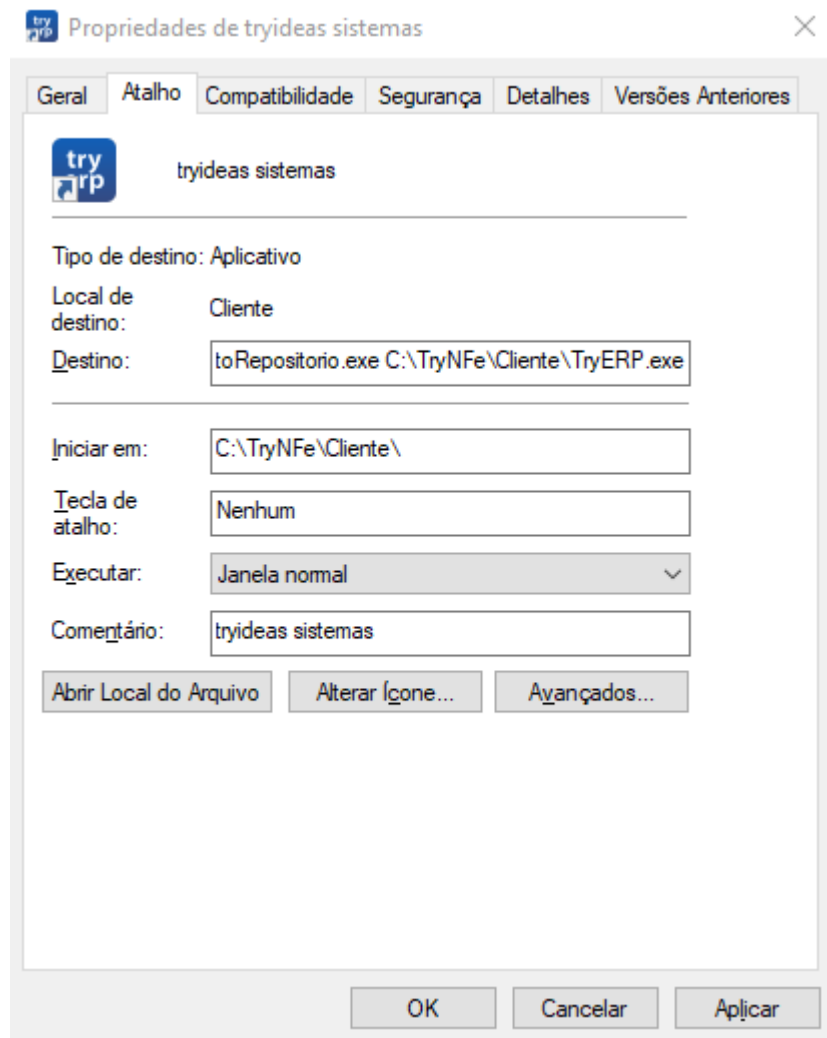 try erp Propriedades de tryideas sistemas
Geral Atalho Compatibilidade Segurança Detalhes Versões Anteriores
try
rp
tryideas sistemas
Tipo de destino: Aplicativo
Local de
destino:
Cliente
Destino: toRepositorio.exe C:\TryNFe\Cliente\TryERP.exe
Iniciar em: C:\TryNFe\Cliente\
Tecla de
atalho:
Nenhum
Executar: Janela normal
Comentário: tryideas sistemas
Abrir Local do Arquivo Alterar Ícone... Avançados...
OK Cancelar Aplicar